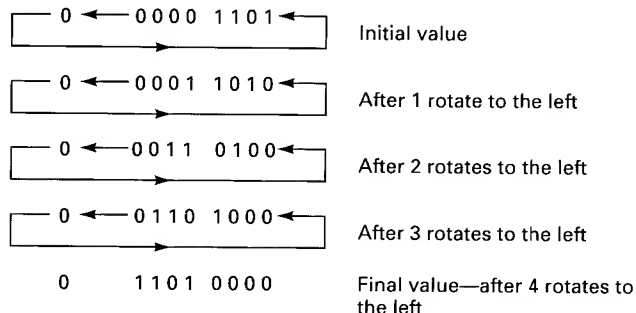 0 0000 1101
Initial value
0 0001 1010
After 1 rotate to the left
0 0011 0100
After 2 rotates to the left
0 0110 1000
After 3 rotates to the left
0 1101 0000
Final value—after 4 rotates to
the left